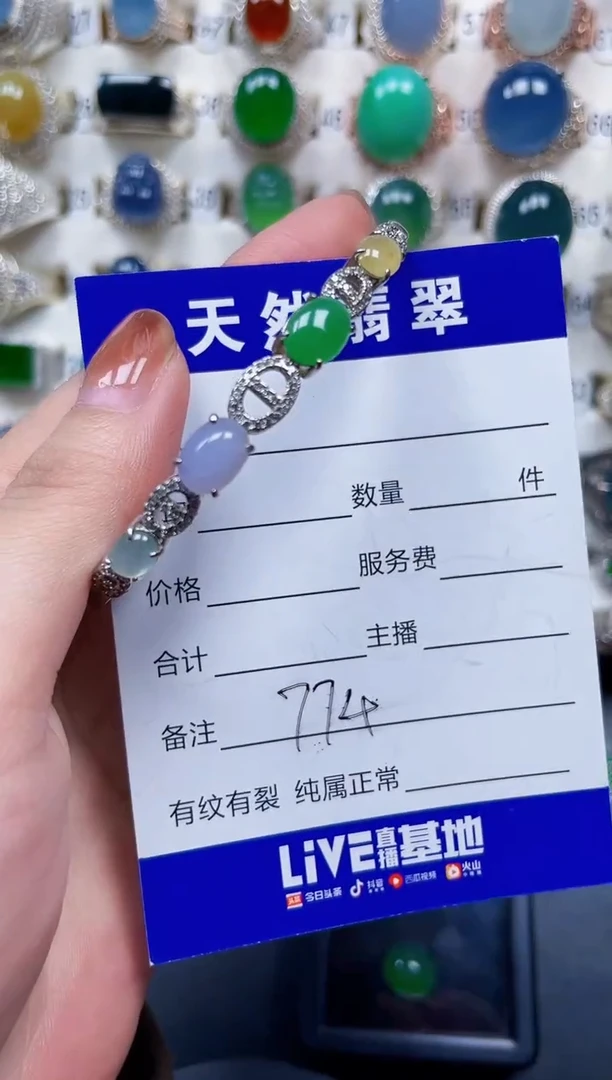 天然翡翠
数量 件
价格 服务费
合计 主播
备注 774
有纹有裂 纯属正常
LiVE直播基地
头条 今日头条 抖音 西瓜视频 火山